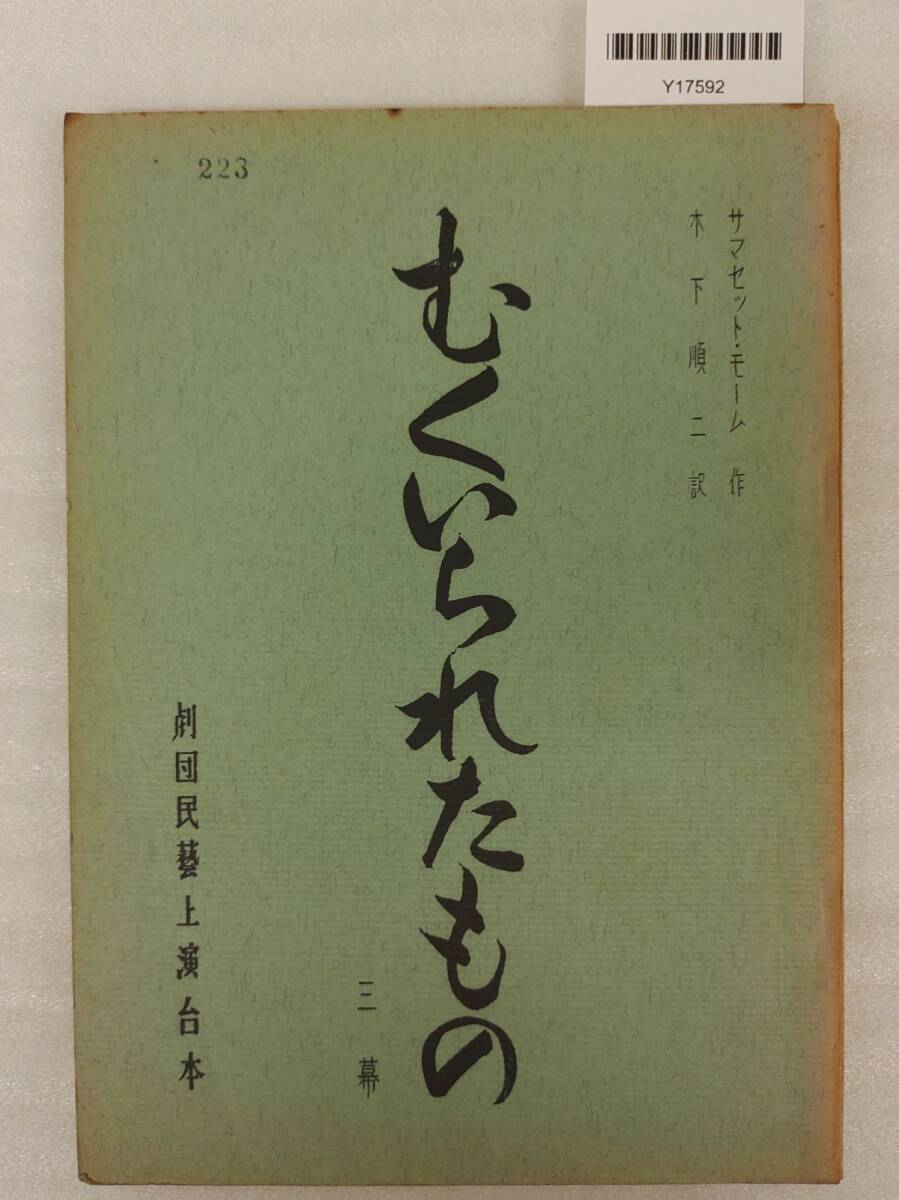 Y17592
223
サマセット・モーム 作
木下順二 訳
むくいられたもの
三幕
劇団民藝上演台本